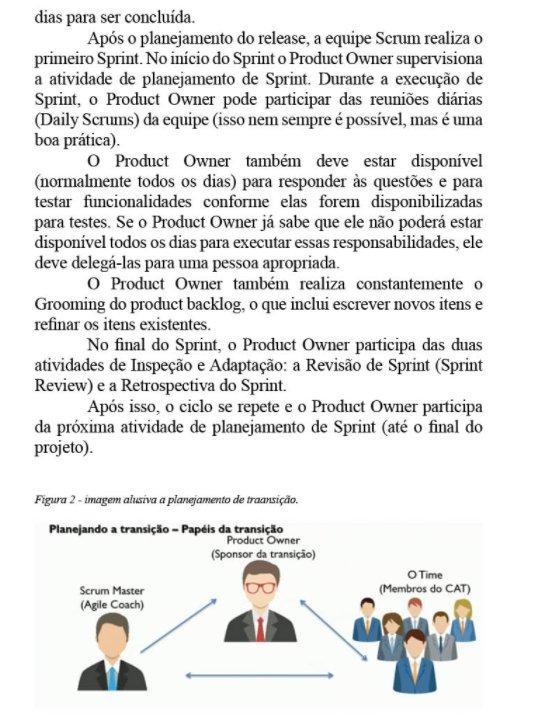 dias para ser concluída.
Após o planejamento do release, a equipe Scrum realiza o
primeiro Sprint. No início do Sprint o Product Owner supervisiona
a atividade de planejamento de Sprint. Durante a execução de
Sprint, o Product Owner pode participar das reuniões diárias
(Daily Scrums) da equipe (isso nem sempre é possível, mas é uma
boa prática).
O Product Owner também deve estar disponível
(normalmente todos os dias) para responder às questões e para
testar funcionalidades conforme elas forem disponibilizadas
para testes. Se o Product Owner já sabe que ele não poderá estar
disponível todos os dias para executar essas responsabilidades, ele
deve delegá-las para uma pessoa apropriada.
O Product Owner também realiza constantemente o
Grooming do product backlog, o que inclui escrever novos itens e
refinar os itens existentes.
No final do Sprint, o Product Owner participa das duas
atividades de Inspeção e Adaptação: a Revisão de Sprint (Sprint
Review) e a Retrospectiva do Sprint.
Após isso, o ciclo se repete e o Product Owner participa
da próxima atividade de planejamento de Sprint (até o final do
projeto).
Figura 2 - imagem alusiva a planejamento de traansição.
Planejando a transição – Papéis da transição
Product Owner
(Sponsor da transição)
Scrum Master
(Agile Coach)
O Time
(Membros do CAT)